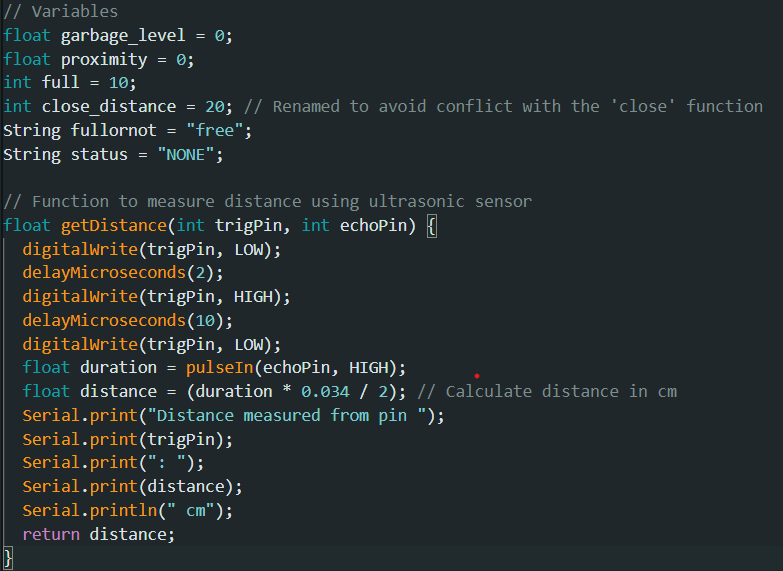 // Variables
float garbage_level = 0;
float proximity = 0;
int full = 10;
int close_distance = 20; // Renamed to avoid conflict with the 'close' function
String fullornot = "free";
String status = "NONE";

// Function to measure distance using ultrasonic sensor
float getDistance(int trigPin, int echoPin) {
  digitalWrite(trigPin, LOW);
  delayMicroseconds(2);
  digitalWrite(trigPin, HIGH);
  delayMicroseconds(10);
  digitalWrite(trigPin, LOW);
  float duration = pulseIn(echoPin, HIGH);
  float distance = (duration * 0.034 / 2); // Calculate distance in cm
  Serial.print("Distance measured from pin ");
  Serial.print(trigPin);
  Serial.print(": ");
  Serial.print(distance);
  Serial.println(" cm");
  return distance;
}